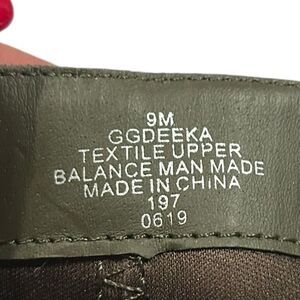 9M
GGDEEKA
TEXTILE UPPER
BALANCE MAN MADE
MADE IN CHINA
197
0619